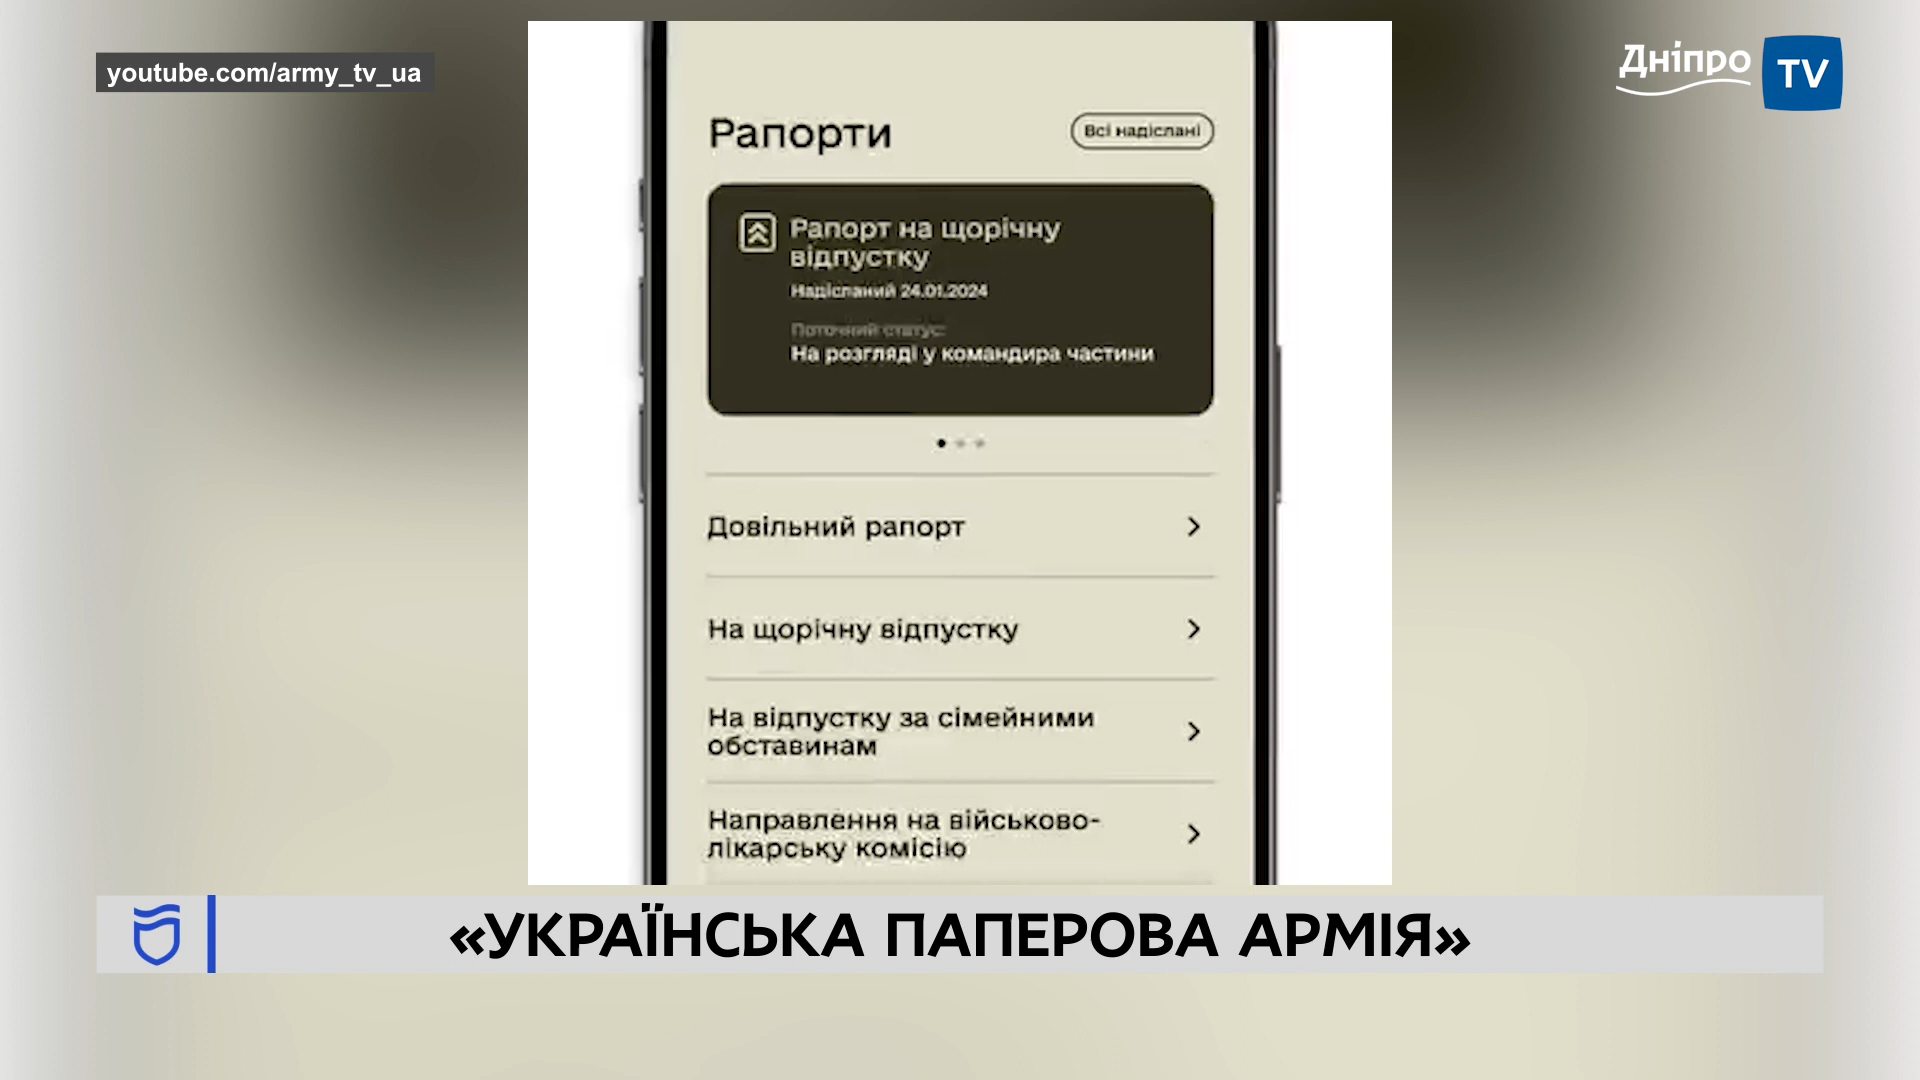 youtube.com/army_tv_ua
Дніпро TV
Рапорти
Всі надіслані
Рапорт на щорічну
відпустку
Надісланий 24.01.2024
Поточний статус:
На розгляді у командира частини
Довільний рапорт
На щорічну відпустку
На відпустку за сімейними
обставинам
Направлення на військово-
лікарську комісію
«УКРАЇНСЬКА ПАПЕРОВА АРМІЯ»